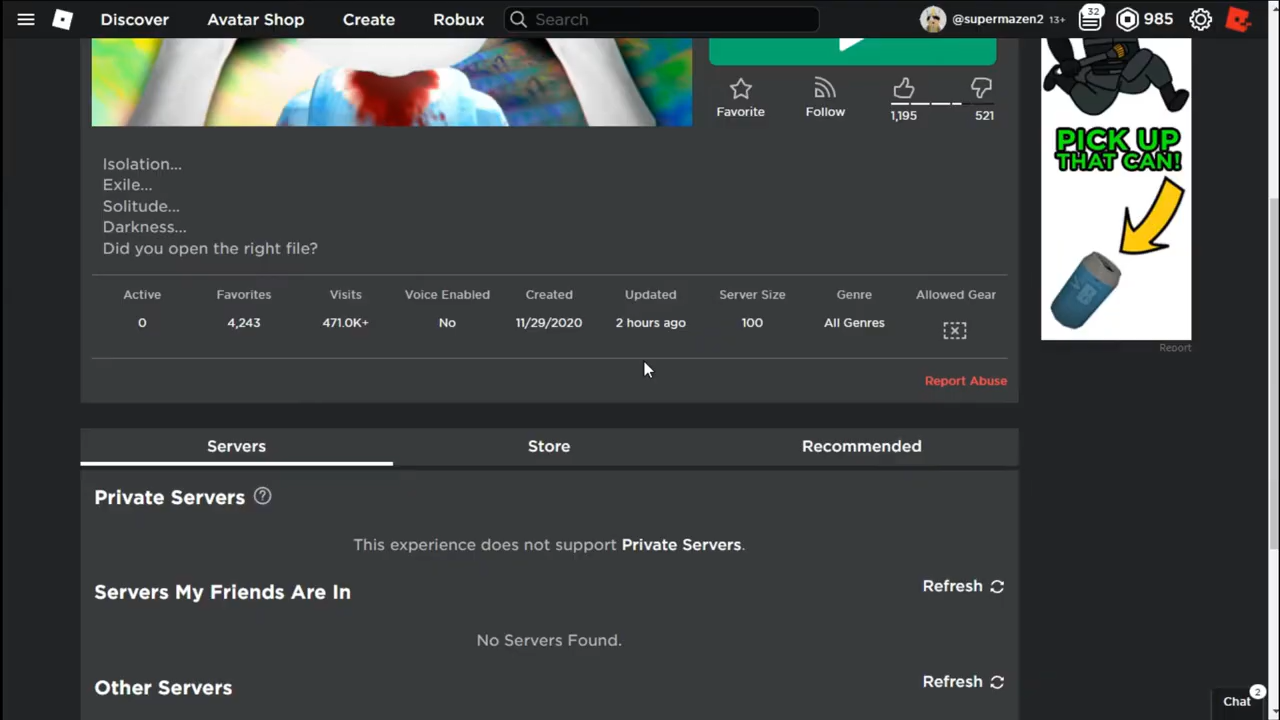 Discover Avatar Shop Create Robux Search @supermazen2 13+ 32 985
Favorite Follow 1,195 521
PICK UP
THAT CAN!
Isolation...
Exile...
Solitude...
Darkness...
Did you open the right file?
Active Favorites Visits Voice Enabled Created Updated Server Size Genre Allowed Gear
0 4,243 471.0K+ No 11/29/2020 2 hours ago 100 All Genres
Report
Report Abuse
Servers Store Recommended
Private Servers ?
This experience does not support Private Servers.
Servers My Friends Are In Refresh
No Servers Found.
Other Servers Refresh
Chat 2